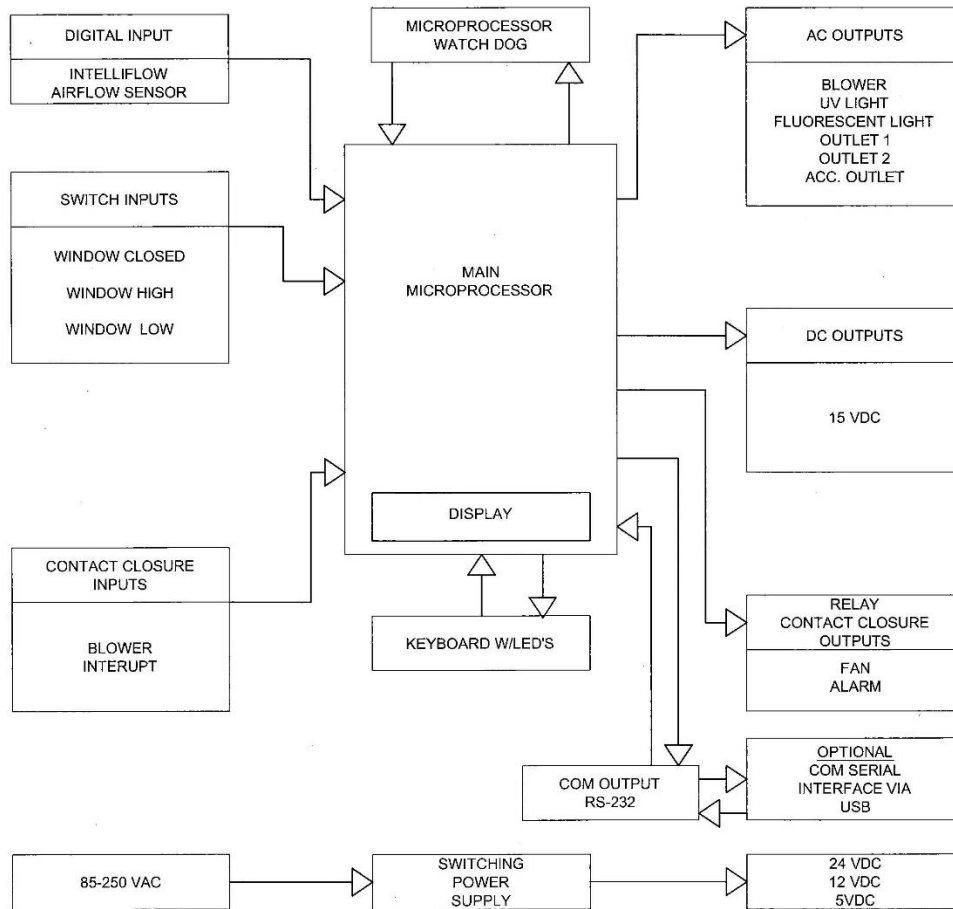 DIGITAL INPUT
INTELLIFLOW
AIRFLOW SENSOR
MICROPROCESSOR
WATCH DOG
AC OUTPUTS
BLOWER
UV LIGHT
FLUORESCENT LIGHT
OUTLET 1
OUTLET 2
ACC. OUTLET
SWITCH INPUTS
WINDOW CLOSED
WINDOW HIGH
WINDOW LOW
MAIN
MICROPROCESSOR
DISPLAY
DC OUTPUTS
15 VDC
CONTACT CLOSURE
INPUTS
BLOWER
INTERUPT
KEYBOARD W/LED'S
RELAY
CONTACT CLOSURE
OUTPUTS
FAN
ALARM
COM OUTPUT
RS-232
OPTIONAL
COM SERIAL
INTERFACE VIA
USB
85-250 VAC
SWITCHING
POWER
SUPPLY
24 VDC
12 VDC
5VDC